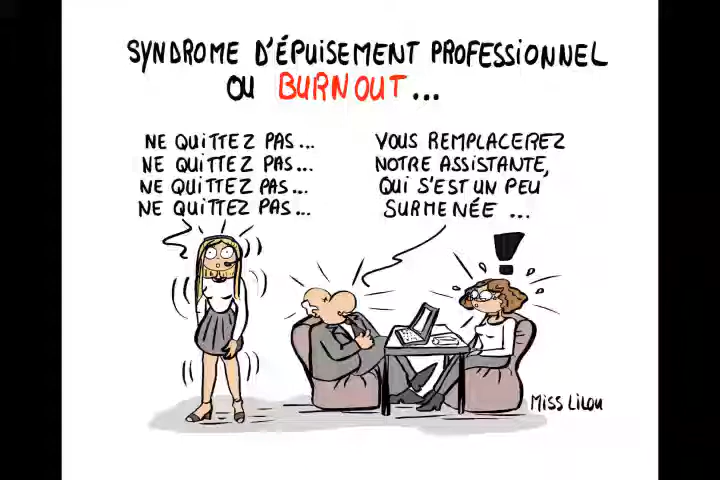 SYNDROME D'ÉPUISEMENT PROFESSIONNEL
OU BURNOUT...
NE QUITTEZ PAS...
NE QUITTEZ PAS...
NE QUITTEZ PAS...
NE QUITTEZ PAS...
VOUS REMPLACEREZ
NOTRE ASSISTANTE,
QUI S'EST UN PEU
SURMENÉE ...
!
MISS LILOU